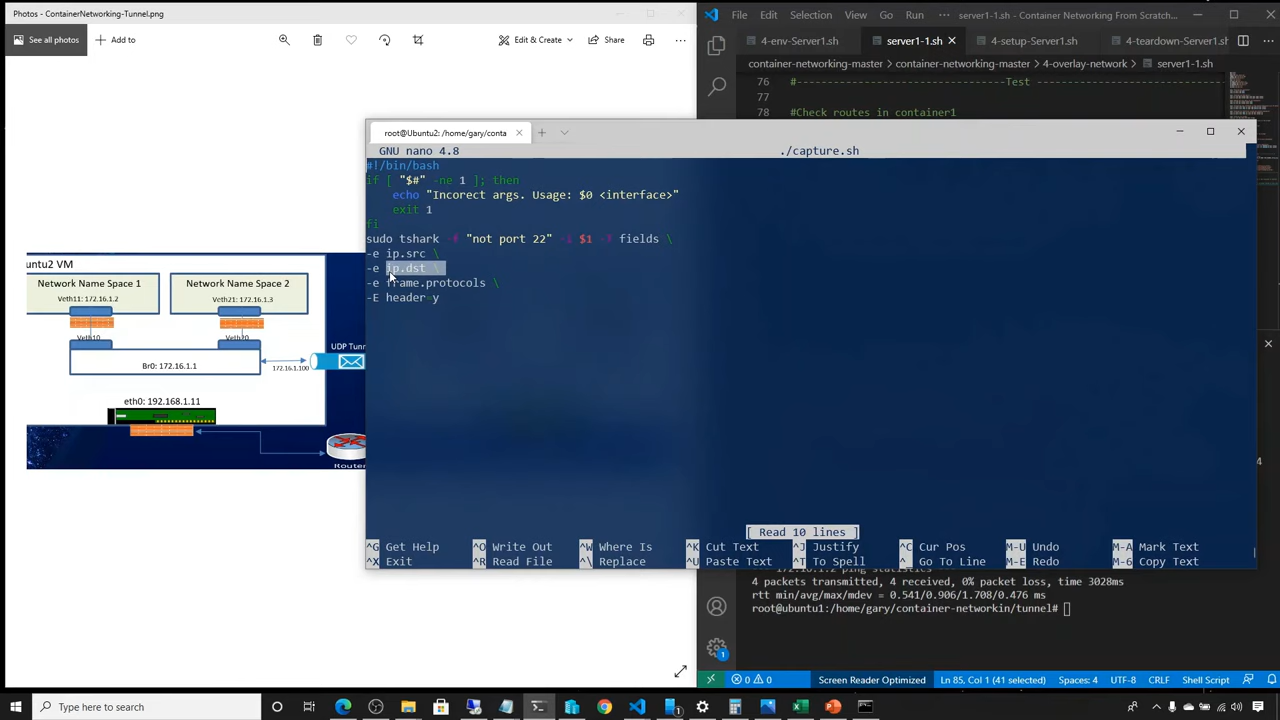 Photos - ContainerNetworking-Tunnel.png
See all photos
Add to
Edit & Create
Share
File
Edit
Selection
View
Go
Run
server1-1.sh - Container Networking From Scratch...
4-env-Server1.sh
server1-1.sh
4-setup-Server1.sh
4-teardown-Server1.sh
container-networking-master > container-networking-master > 4-overlay-network > server1-1.sh
76
77
78
#Check routes in container1
root@Ubuntu2: /home/gary/conta
GNU nano 4.8
./capture.sh
#!/bin/bash
if [ "$#" -ne 1 ]; then
echo "Incorect args. Usage: $0 <interface>"
exit 1
fi
sudo tshark -f "not port 22" -i $1 -T fields \
-e ip.src \
-e ip.dst \
-e frame.protocols \
-E header=y
[ Read 10 lines ]
^G Get Help
^O Write Out
^W Where Is
^K Cut Text
^J Justify
^C Cur Pos
M-U Undo
M-A Mark Text
^X Exit
^R Read File
^\ Replace
^U Paste Text
^T To Spell
^_ Go To Line
M-E Redo
M-6 Copy Text
untu2 VM
Network Name Space 1
Network Name Space 2
Veth11: 172.16.1.2
Veth21: 172.16.1.3
Veth10
Veth20
UDP Tunn
Br0: 172.16.1.1
172.16.1.100
eth0: 192.168.1.11
Router
4 packets transmitted, 4 received, 0% packet loss, time 3028ms
rtt min/avg/max/mdev = 0.541/0.906/1.708/0.476 ms
root@ubuntu1:/home/gary/container-networkin/tunnel#
1
0
0
Screen Reader Optimized
Ln 85, Col 1 (41 selected)
Spaces: 4
UTF-8
CRLF
Shell Script
Type here to search